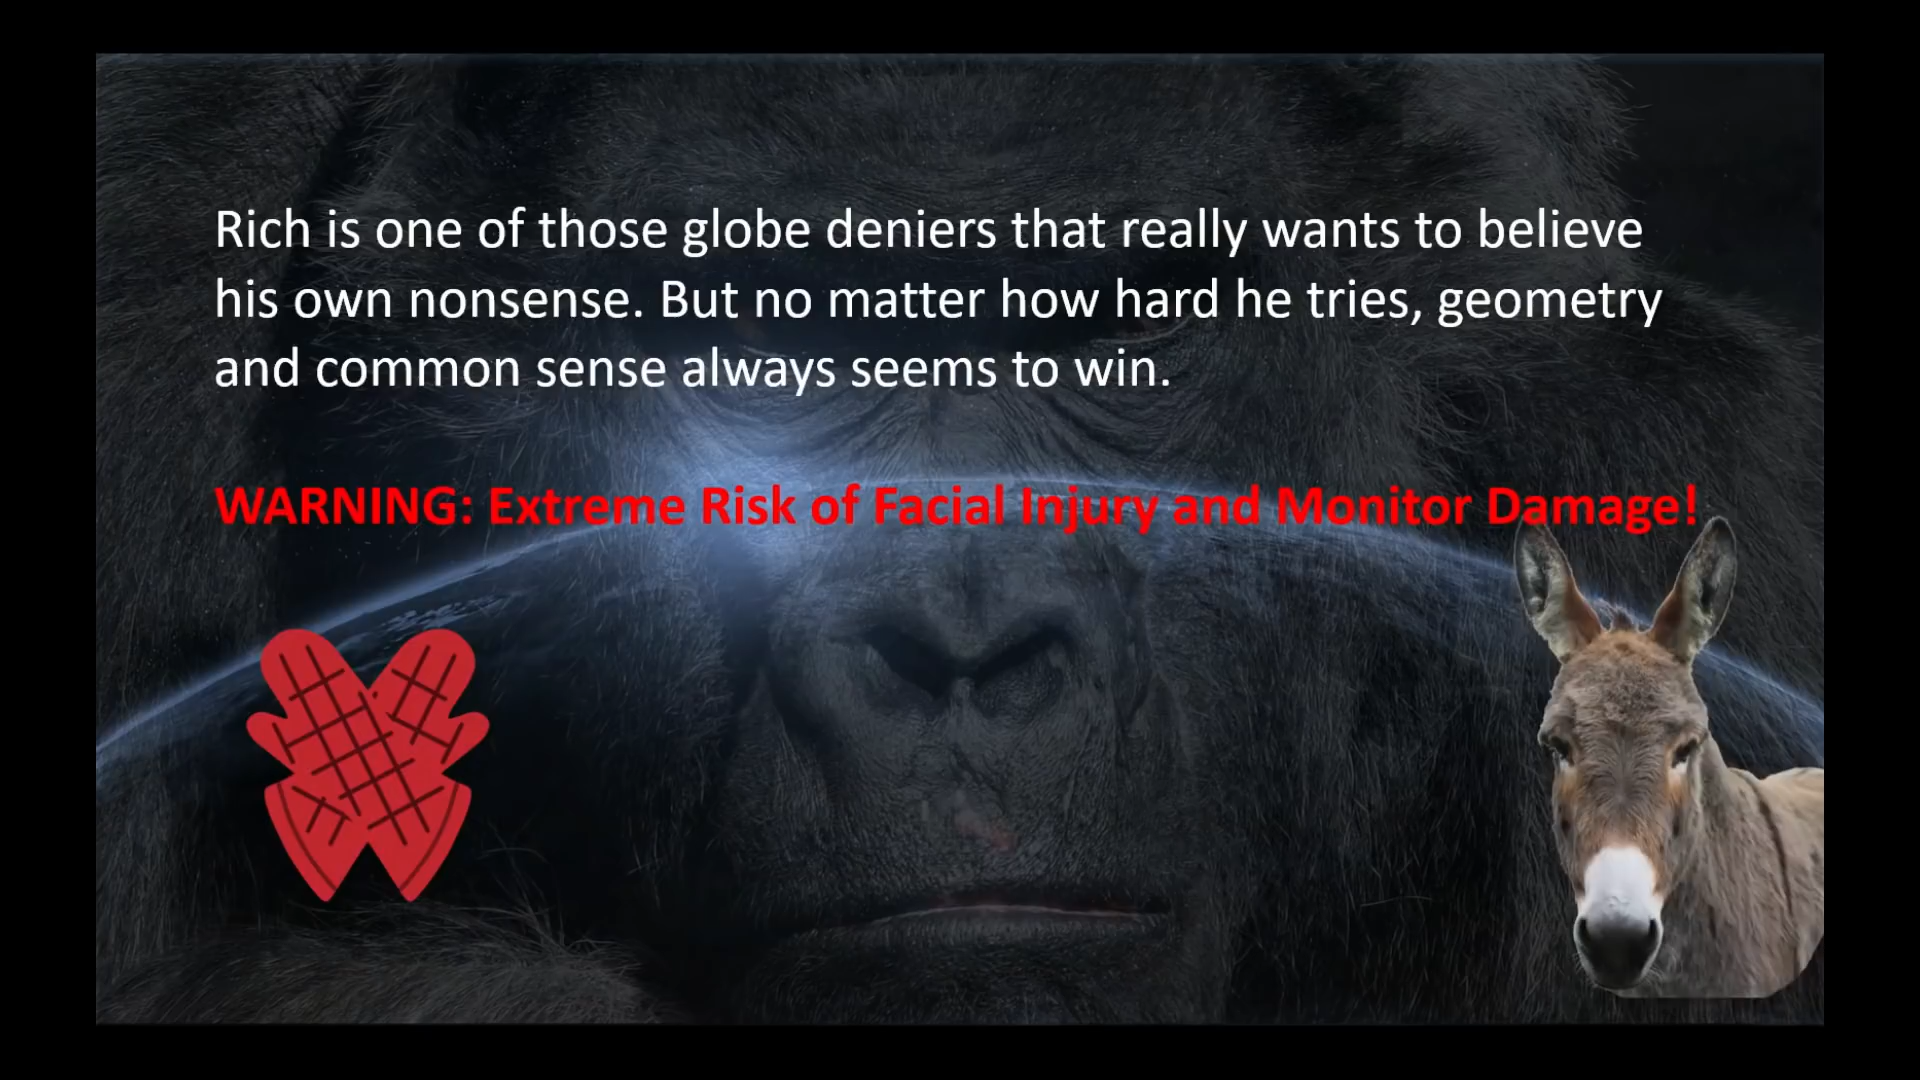 Rich is one of those globe deniers that really wants to believe
his own nonsense. But no matter how hard he tries, geometry
and common sense always seems to win.
WARNING: Extreme Risk of Facial Injury and Monitor Damage!